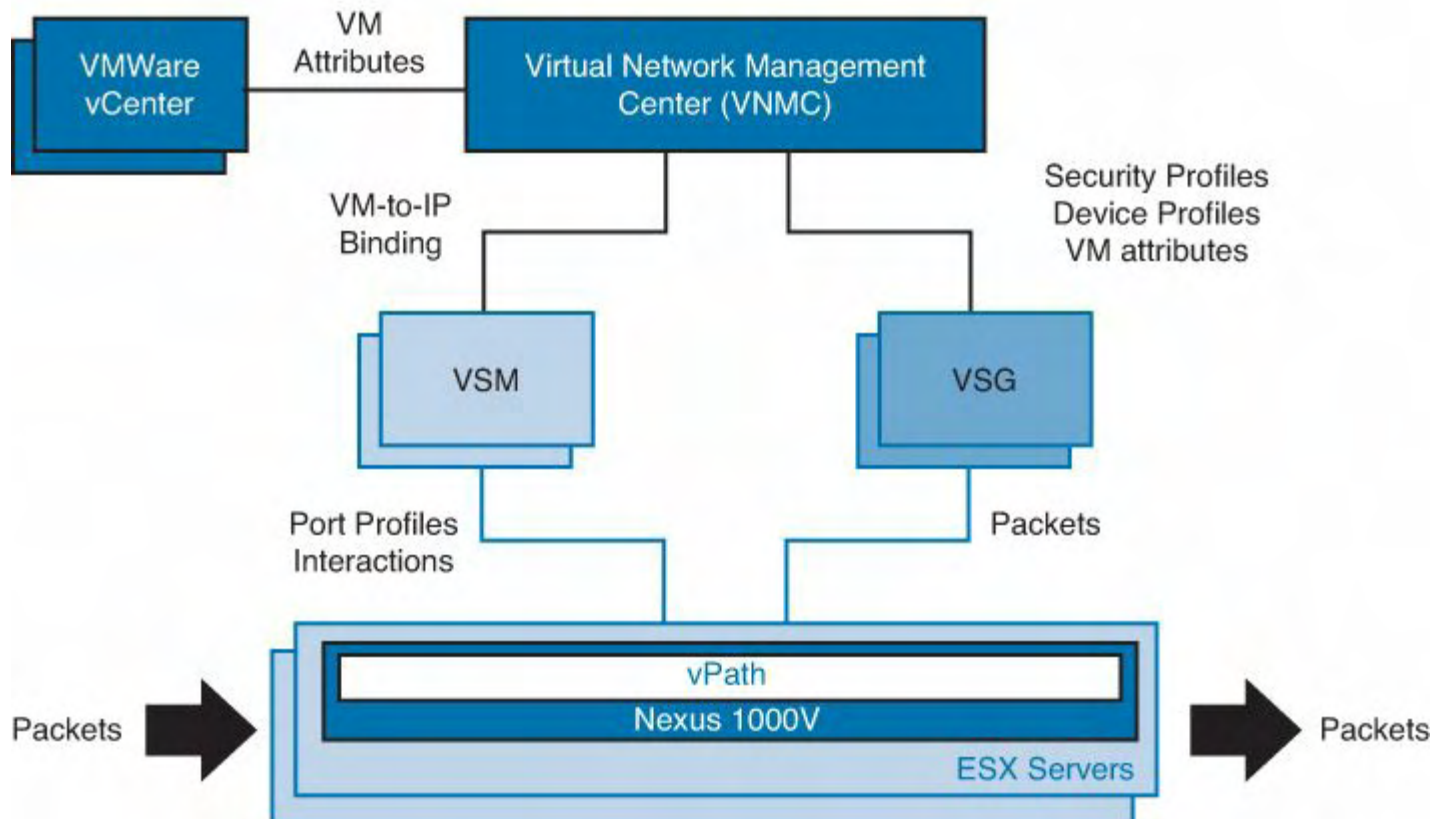 VM
Attributes
VMWare
vCenter
Virtual Network Management
Center (VNMC)
VM-to-IP
Binding
Security Profiles
Device Profiles
VM attributes
VSM
VSG
Port Profiles
Interactions
Packets
vPath
Nexus 1000V
ESX Servers
Packets
Packets